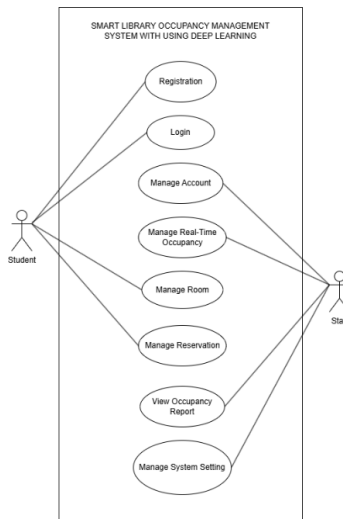 SMART LIBRARY OCCUPANCY MANAGEMENT
SYSTEM WITH USING DEEP LEARNING
Registration
Login
Manage Account
Manage Real-Time
Occupancy
Student
Manage Room
Sta
Manage Reservation
View Occupancy
Report
Manage System Setting